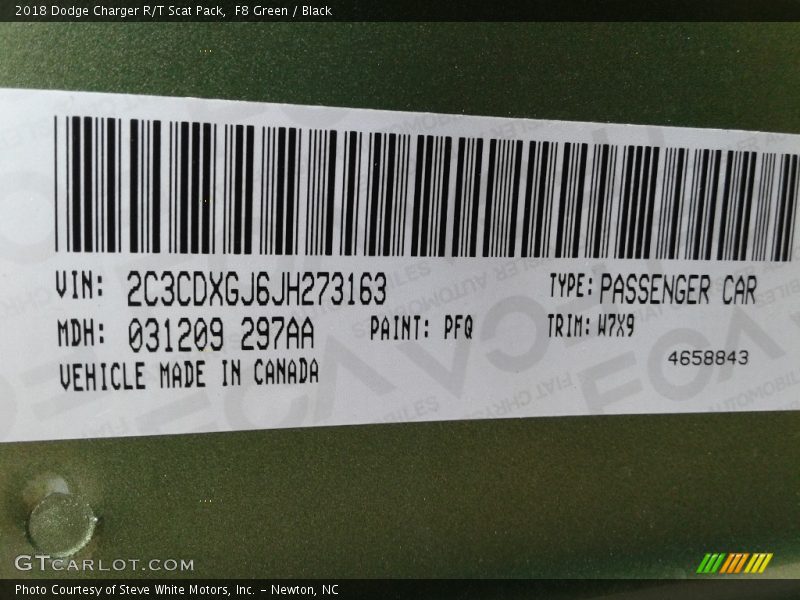 2018 Dodge Charger R/T Scat Pack, F8 Green / Black
VIN: 2C3CDXGJ6JH273163 TYPE: PASSENGER CAR
MDH: 031209 297AA PAINT: PFQ TRIM: W7X9
VEHICLE MADE IN CANADA 4658843
GTCARLOT.COM
Photo Courtesy of Steve White Motors, Inc. – Newton, NC